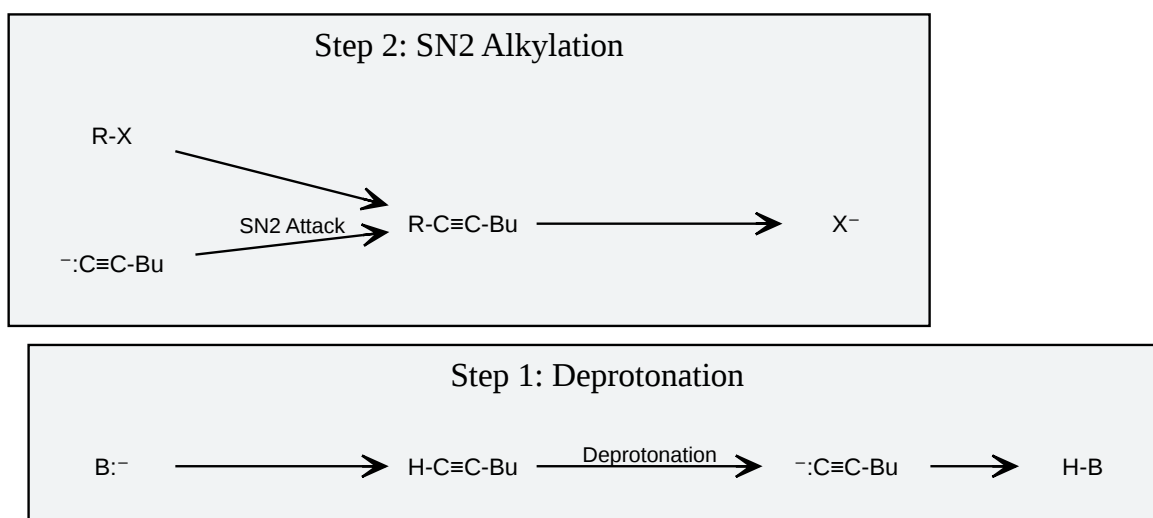 Step 2: SN2 Alkylation
R-X
SN2 Attack
R-C≡C-Bu
X⁻
⁻:C≡C-Bu
Step 1: Deprotonation
B:⁻
H-C≡C-Bu
Deprotonation
⁻:C≡C-Bu
H-B